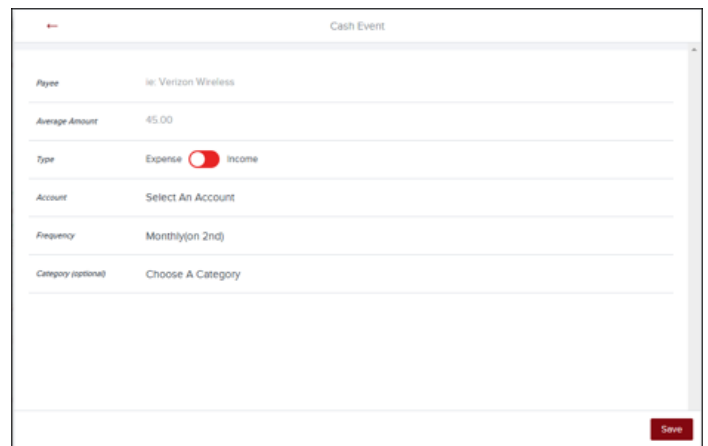 Cash Event
Payee ie: Verizon Wireless
Average Amount 45.00
Type Expense Income
Account Select An Account
Frequency Monthly(on 2nd)
Category (optional) Choose A Category
Save